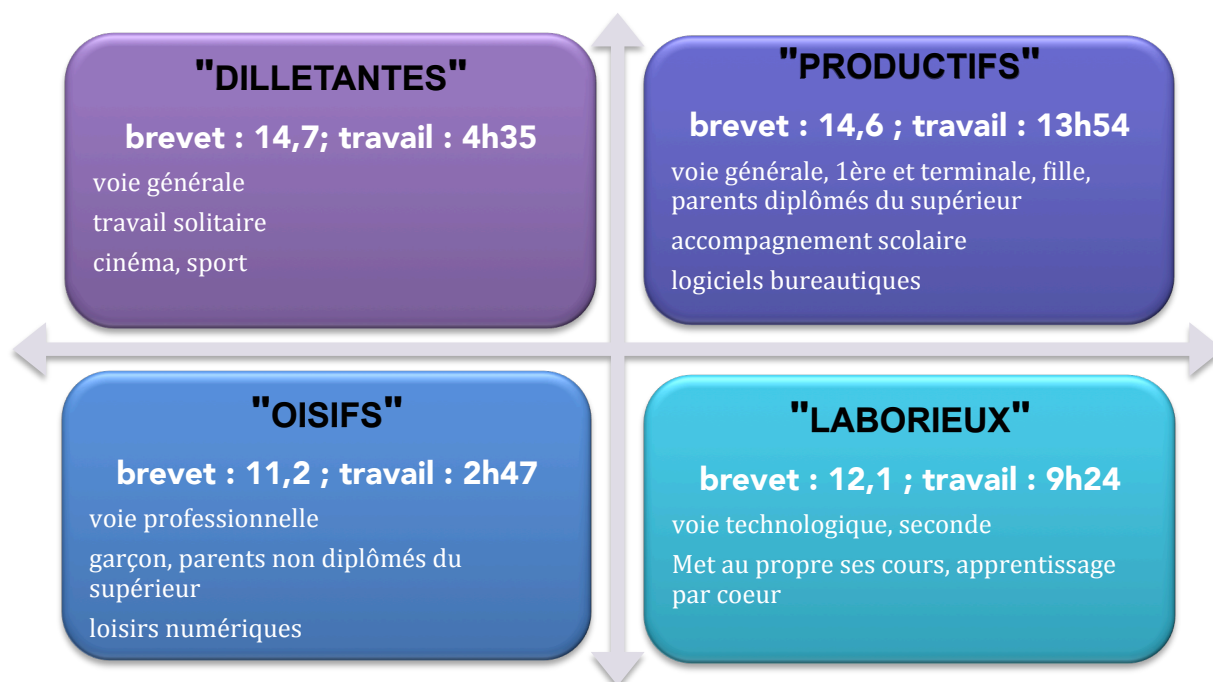 "DILLETANTES"
brevet : 14,7; travail : 4h35
voie générale
travail solitaire
cinéma, sport
"PRODUCTIFS"
brevet : 14,6 ; travail : 13h54
voie générale, 1ère et terminale, fille,
parents diplômés du supérieur
accompagnement scolaire
logiciels bureautiques
"OISIFS"
brevet : 11,2 ; travail : 2h47
voie professionnelle
garçon, parents non diplômés du
supérieur
loisirs numériques
"LABORIEUX"
brevet : 12,1 ; travail : 9h24
voie technologique, seconde
Met au propre ses cours, apprentissage
par coeur